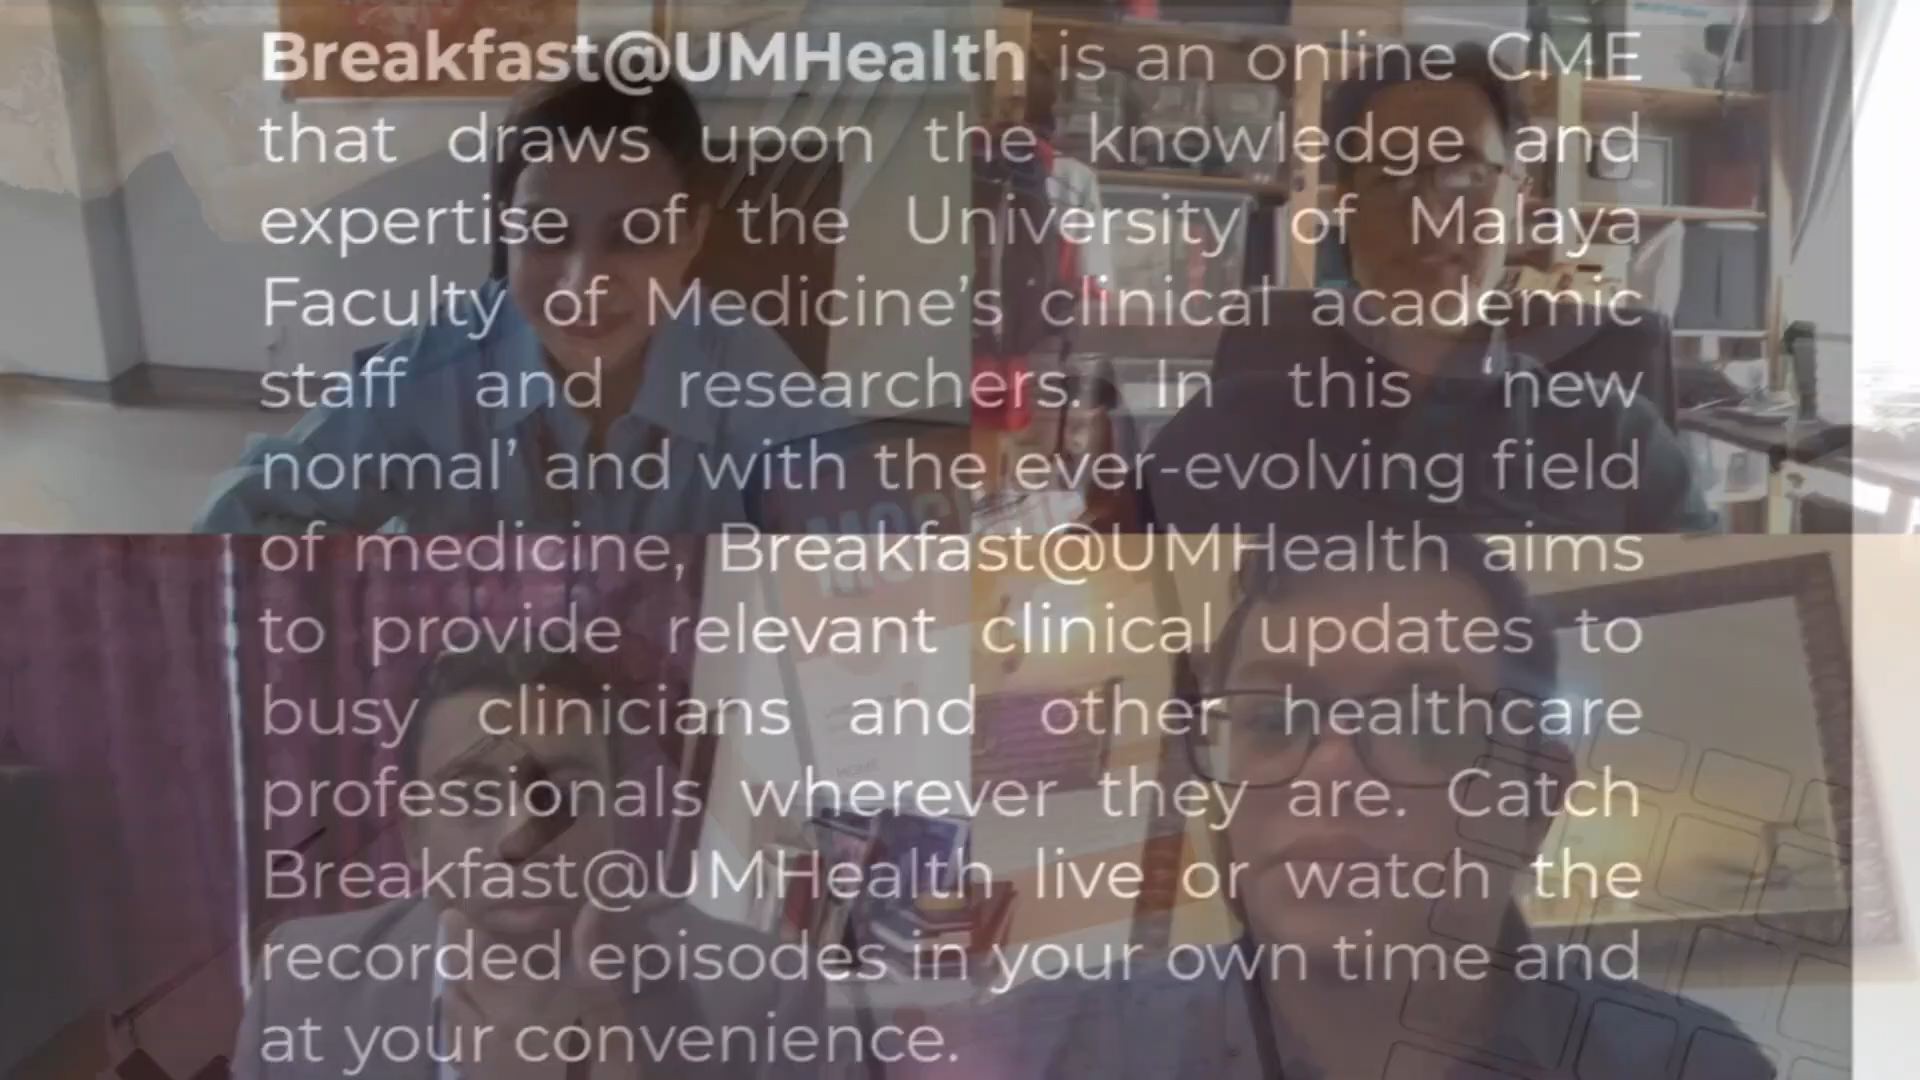 Breakfast@UMHealth is an online CME
that draws upon the knowledge and
expertise of the University of Malaya
Faculty of Medicine’s clinical academic
staff and researchers. In this ‘new
normal’ and with the ever-evolving field
of medicine, Breakfast@UMHealth aims
to provide relevant clinical updates to
busy clinicians and other healthcare
professionals wherever they are. Catch
Breakfast@UMHealth live or watch the
recorded episodes in your own time and
at your convenience.